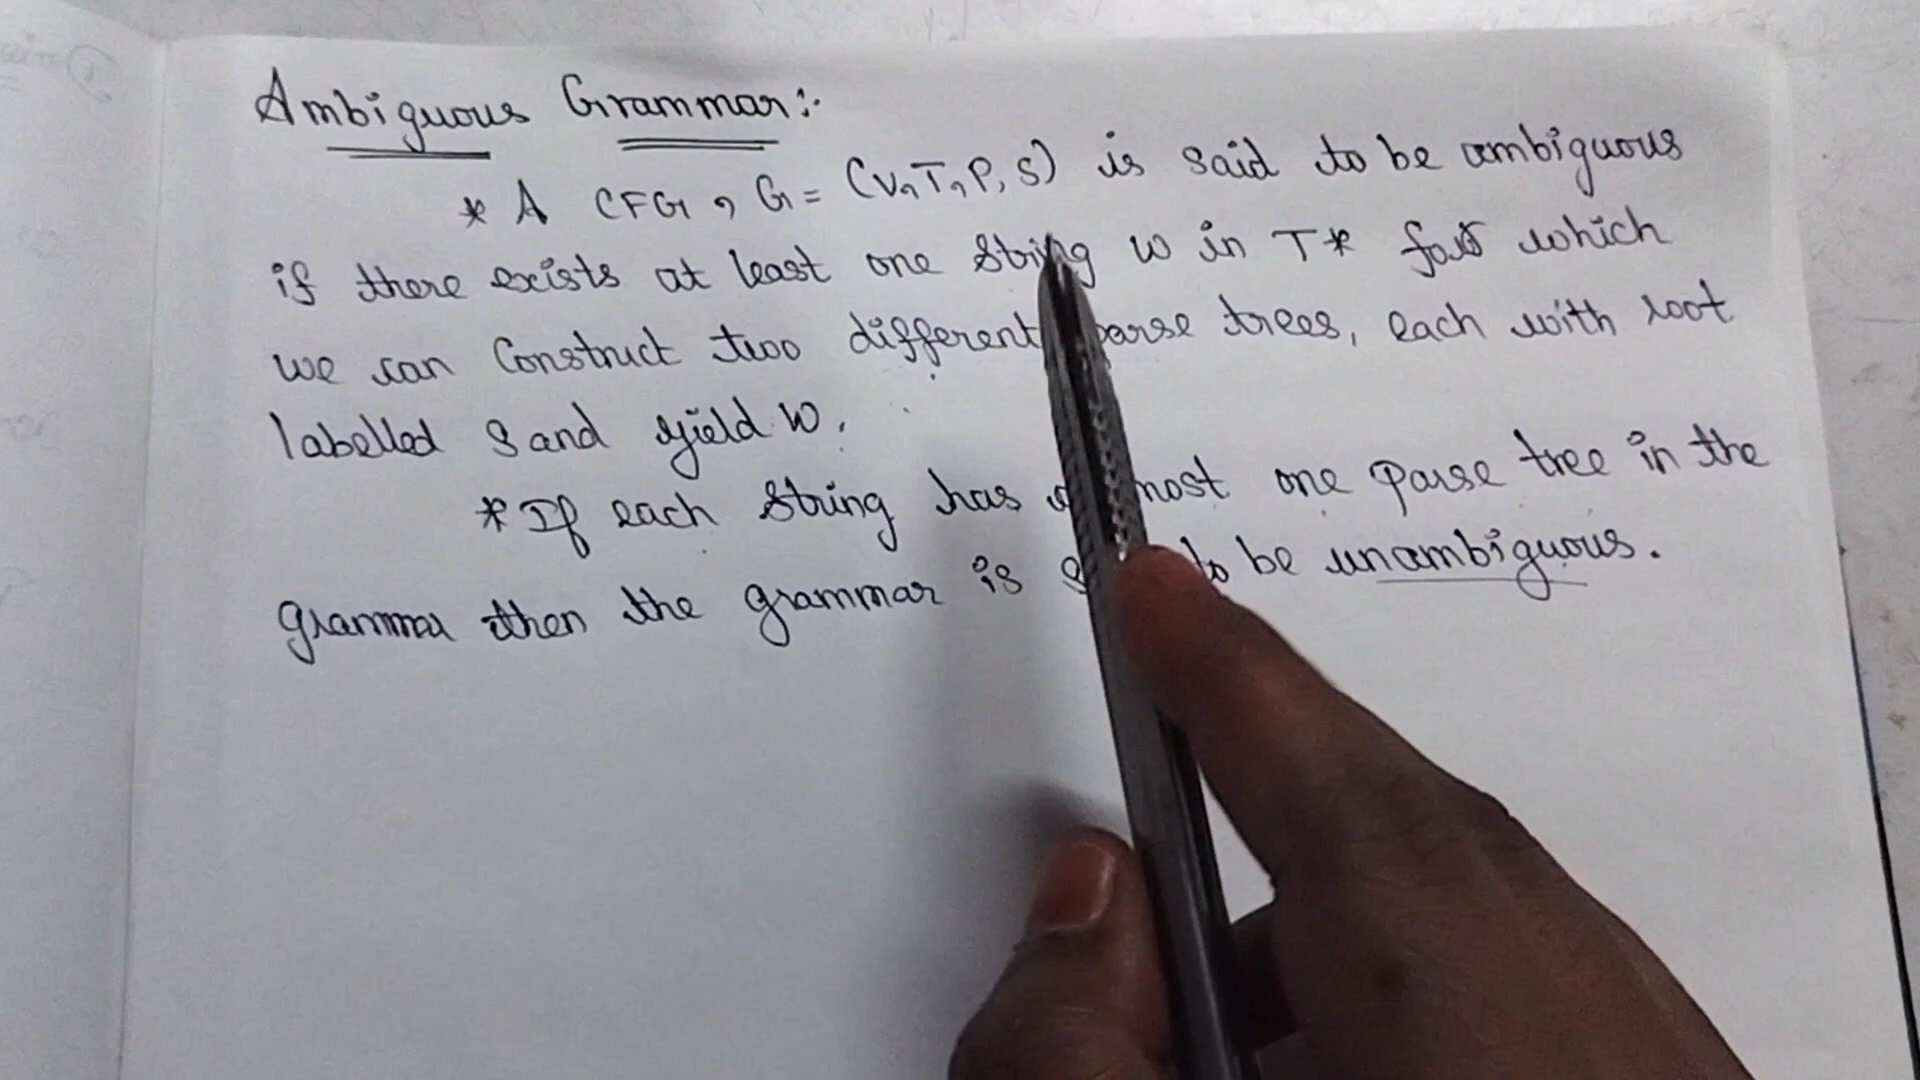 Ambiguous Grammar:-
* A CFG, G = (V, T, P, S) is said to be ambiguous
if there exists at least one string w in T* for which
we can Construct two different parse trees, each with root
labelled S and yield w.
* If each string has at most one parse tree in the
grammar then the grammar is to be unambiguous.